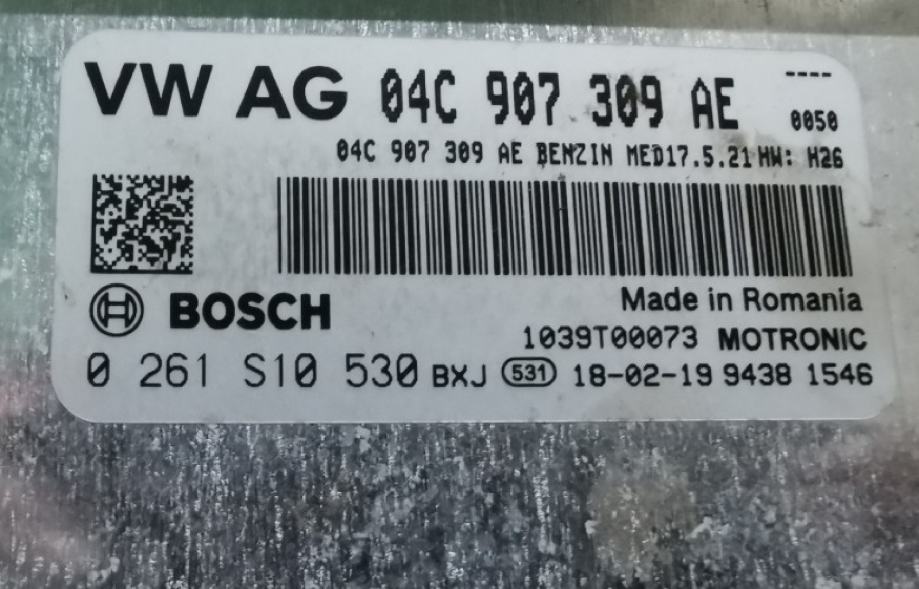 VW AG 04C 907 309 AE ----
0050
04C 907 309 AE BENZIN MED17.5.21 HW: H26
BOSCH Made in Romania
1039T00073 MOTRONIC
0 261 S10 530 BXJ 531 18-02-19 9438 1546